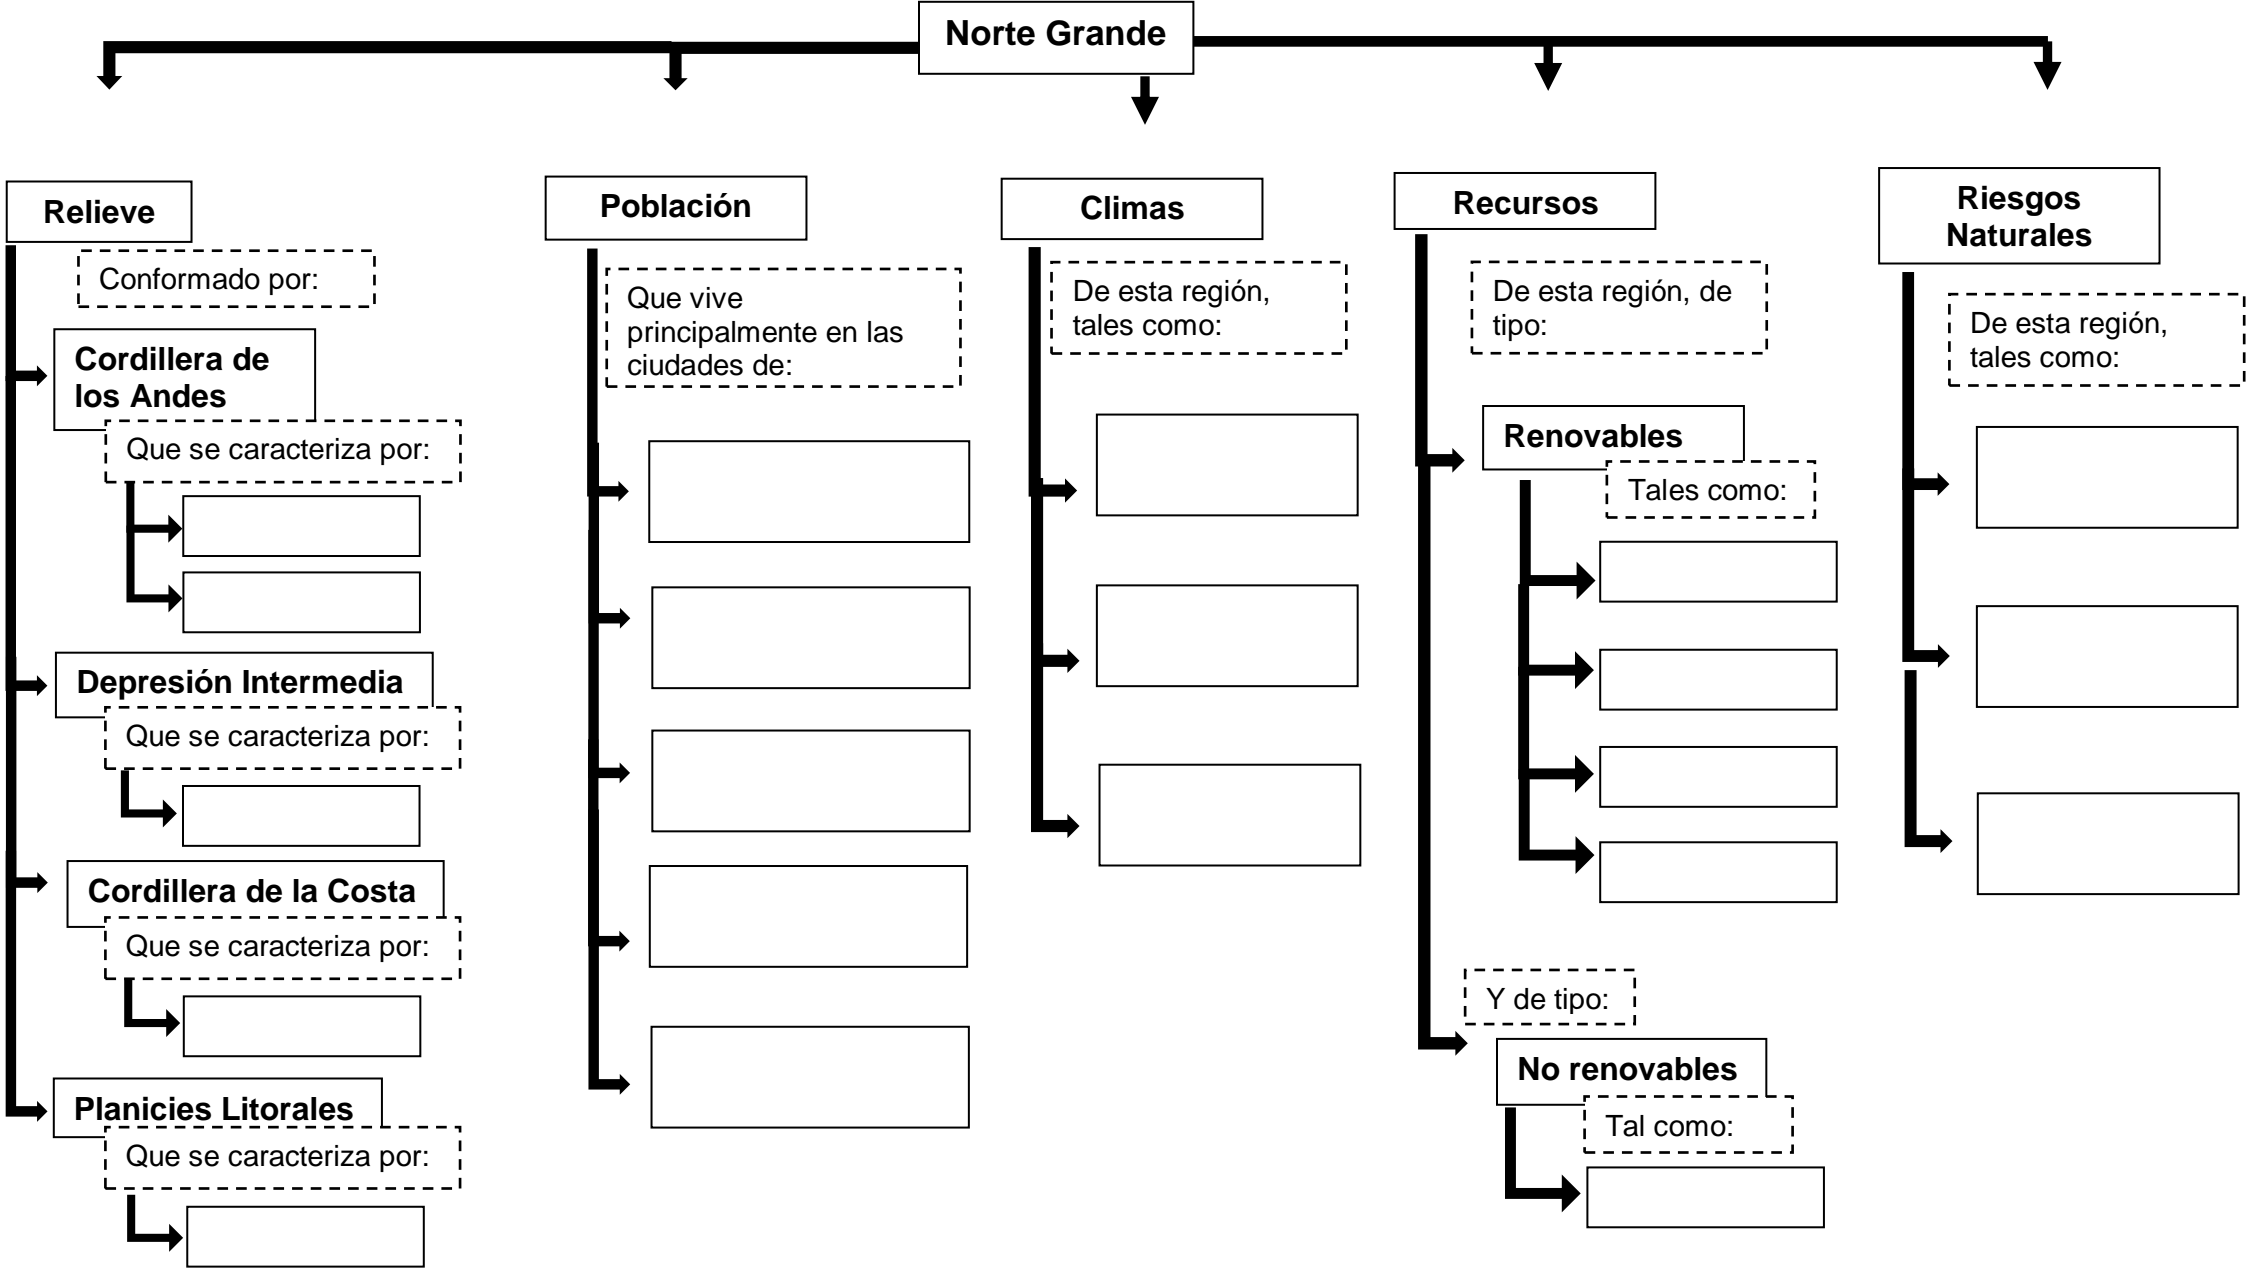 Norte Grande
Relieve
Conformado por:
Cordillera de
los Andes
Que se caracteriza por:
Depresión Intermedia
Que se caracteriza por:
Cordillera de la Costa
Que se caracteriza por:
Planicies Litorales
Que se caracteriza por:
Población
Que vive
principalmente en las
ciudades de:
Climas
De esta región,
tales como:
Recursos
De esta región, de
tipo:
Renovables
Tales como:
Y de tipo:
No renovables
Tal como:
Riesgos
Naturales
De esta región,
tales como: